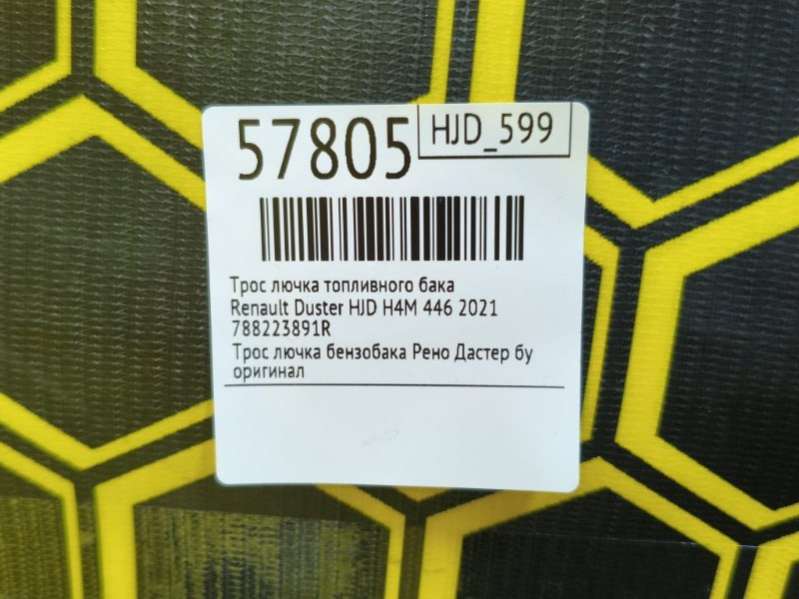 57805
HJD_599
Трос лючка топливного бака
Renault Duster HJD H4M 446 2021
788223891R
Трос лючка бензобака Рено Дастер бу
оригинал